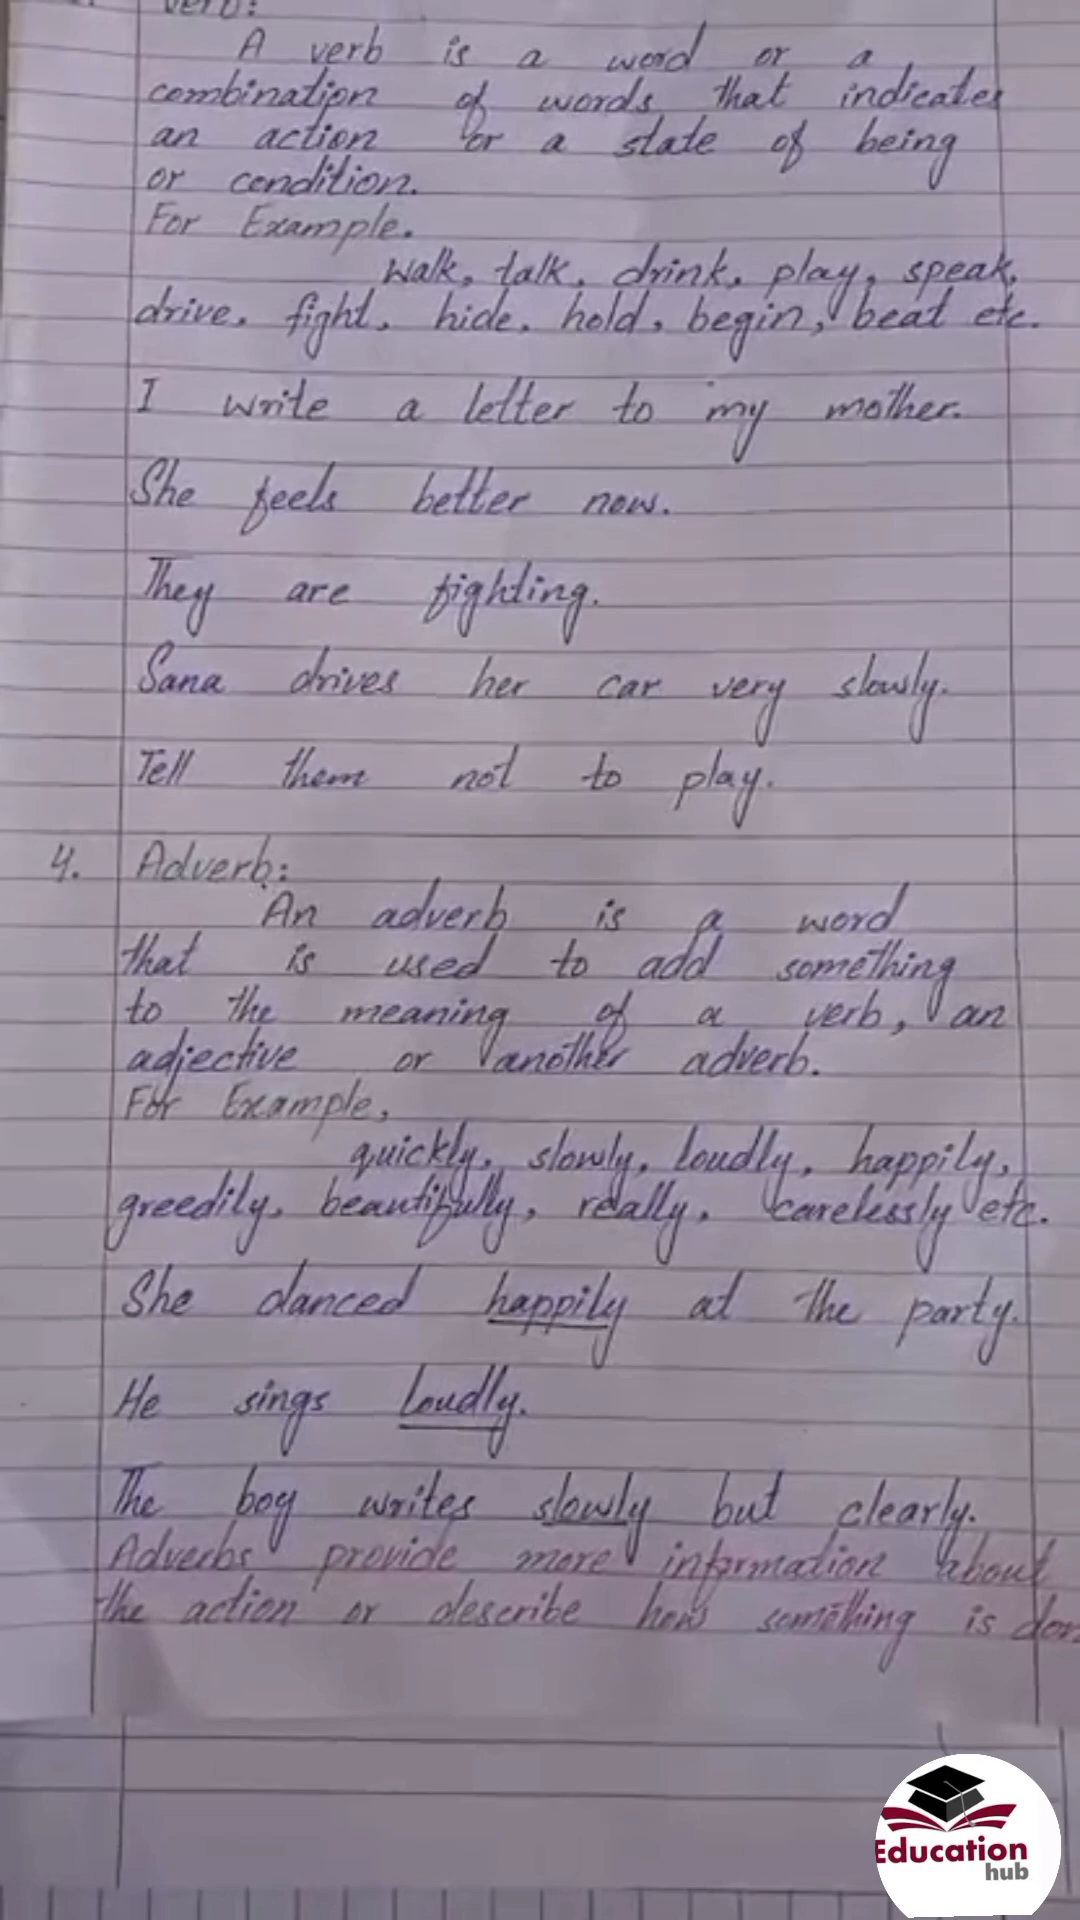 Verb:
A verb is a word or a
combination of words that indicates
an action or a state of being
or condition.
For Example.
walk, talk, drink, play, speak,
drive, fight, hide, hold, begin, beat etc.
I write a letter to my mother.
She feels better now.
They are fighting.
Sana drives her car very slowly.
Tell them not to play.
4. Adverb:
An adverb is a word
that is used to add something
to the meaning of a verb, an
adjective or another adverb.
For Example,
quickly, slowly, loudly, happily,
greedily, beautifully, really, carelessly etc.
She danced happily at the party.
He sings loudly.
The boy writes slowly but clearly.
Adverbs provide more information about
the action or describe how something is
Education
hub